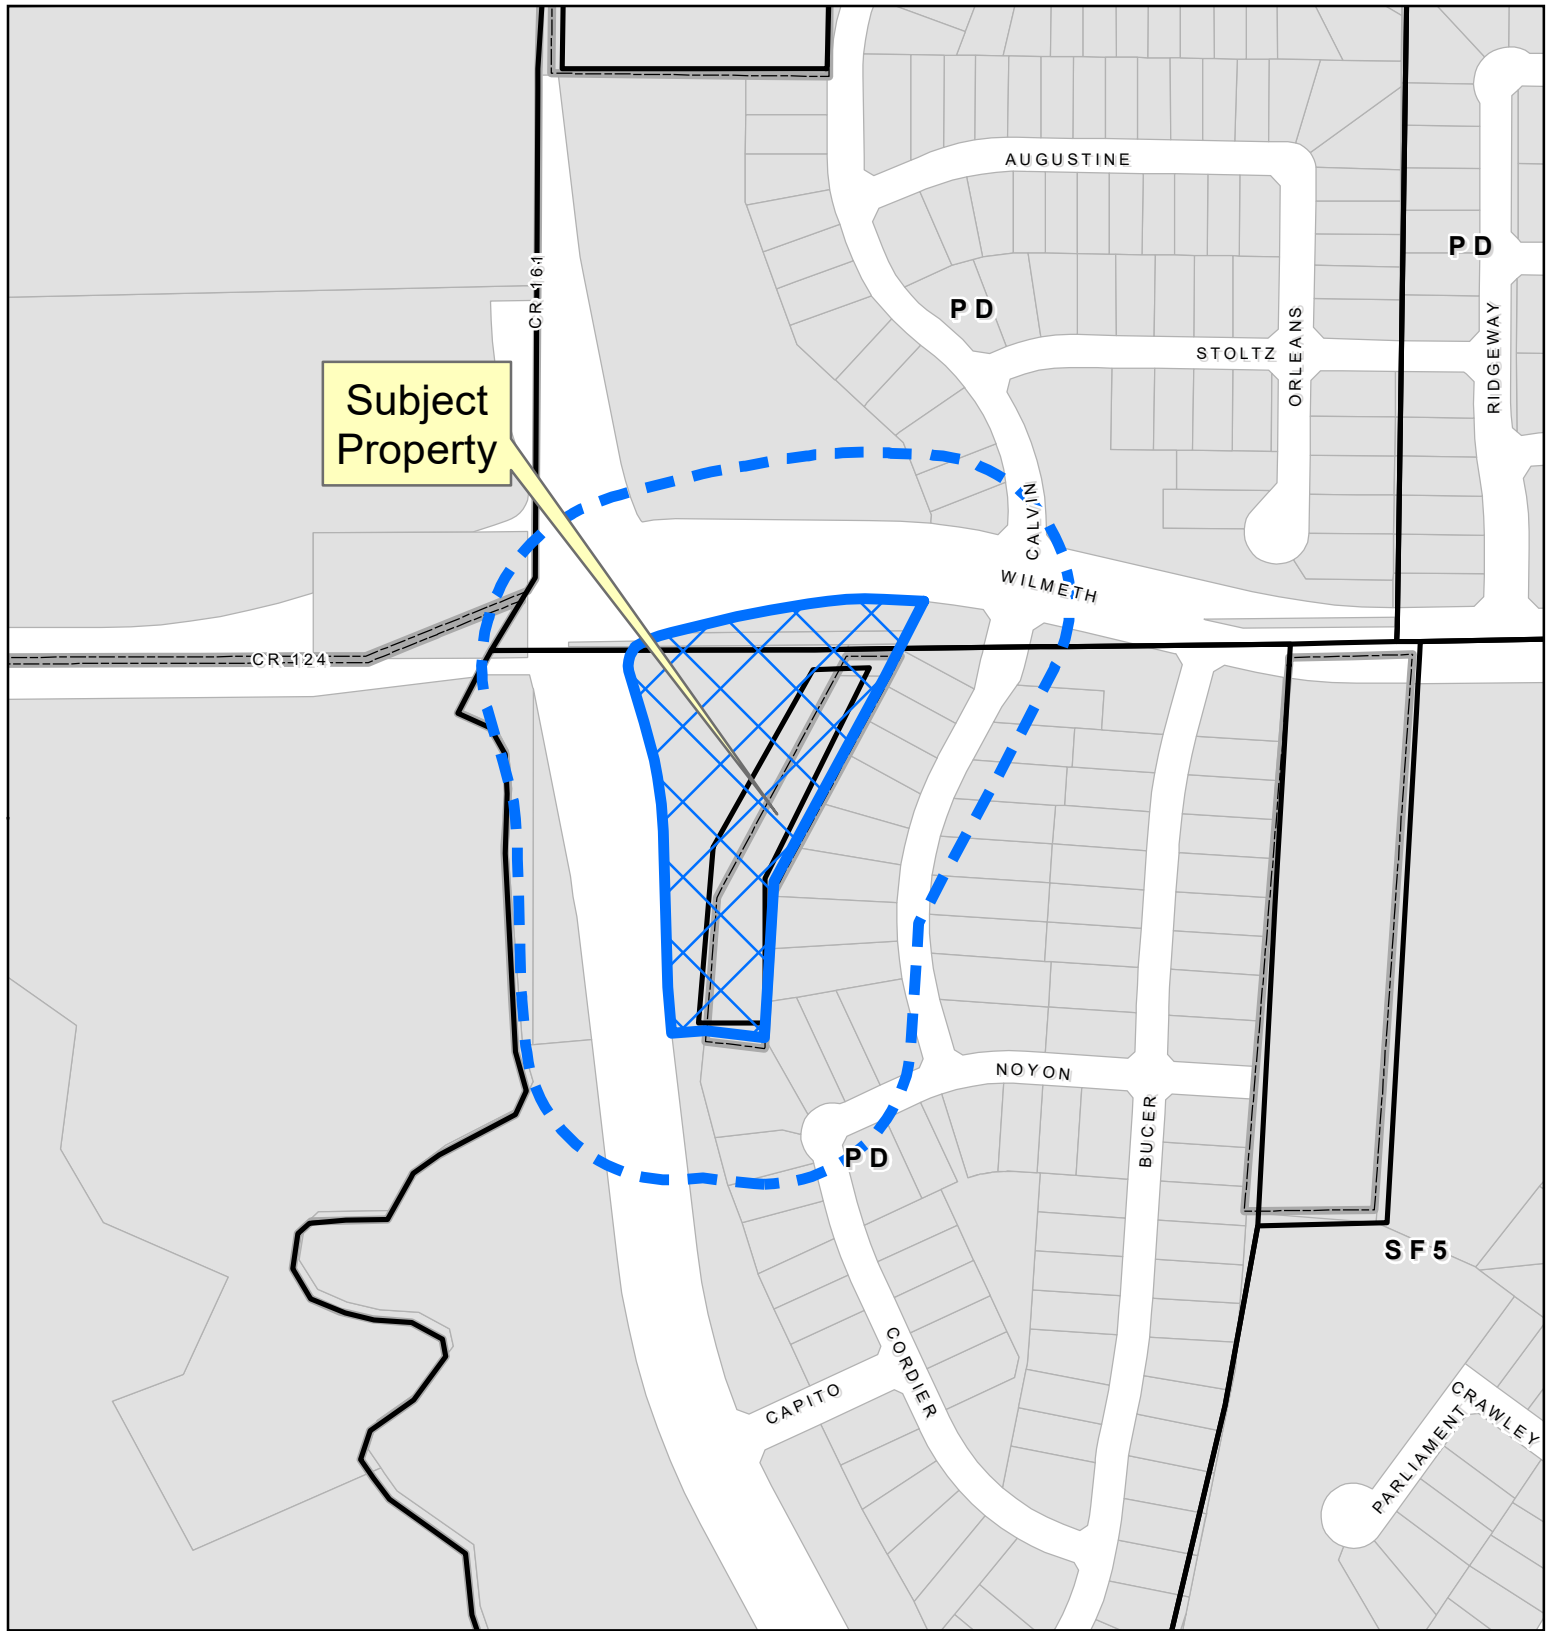 AUGUSTINE
PD
CR 161
PD
RIDGEWAY
ORLEANS
STOLTZ
Subject
Property
CALVIN
WILMETH
CR 124
NOYON
BUCER
PD
SF5
CORDIER
CAPITO
CRAWLEY
PARLIAMENT